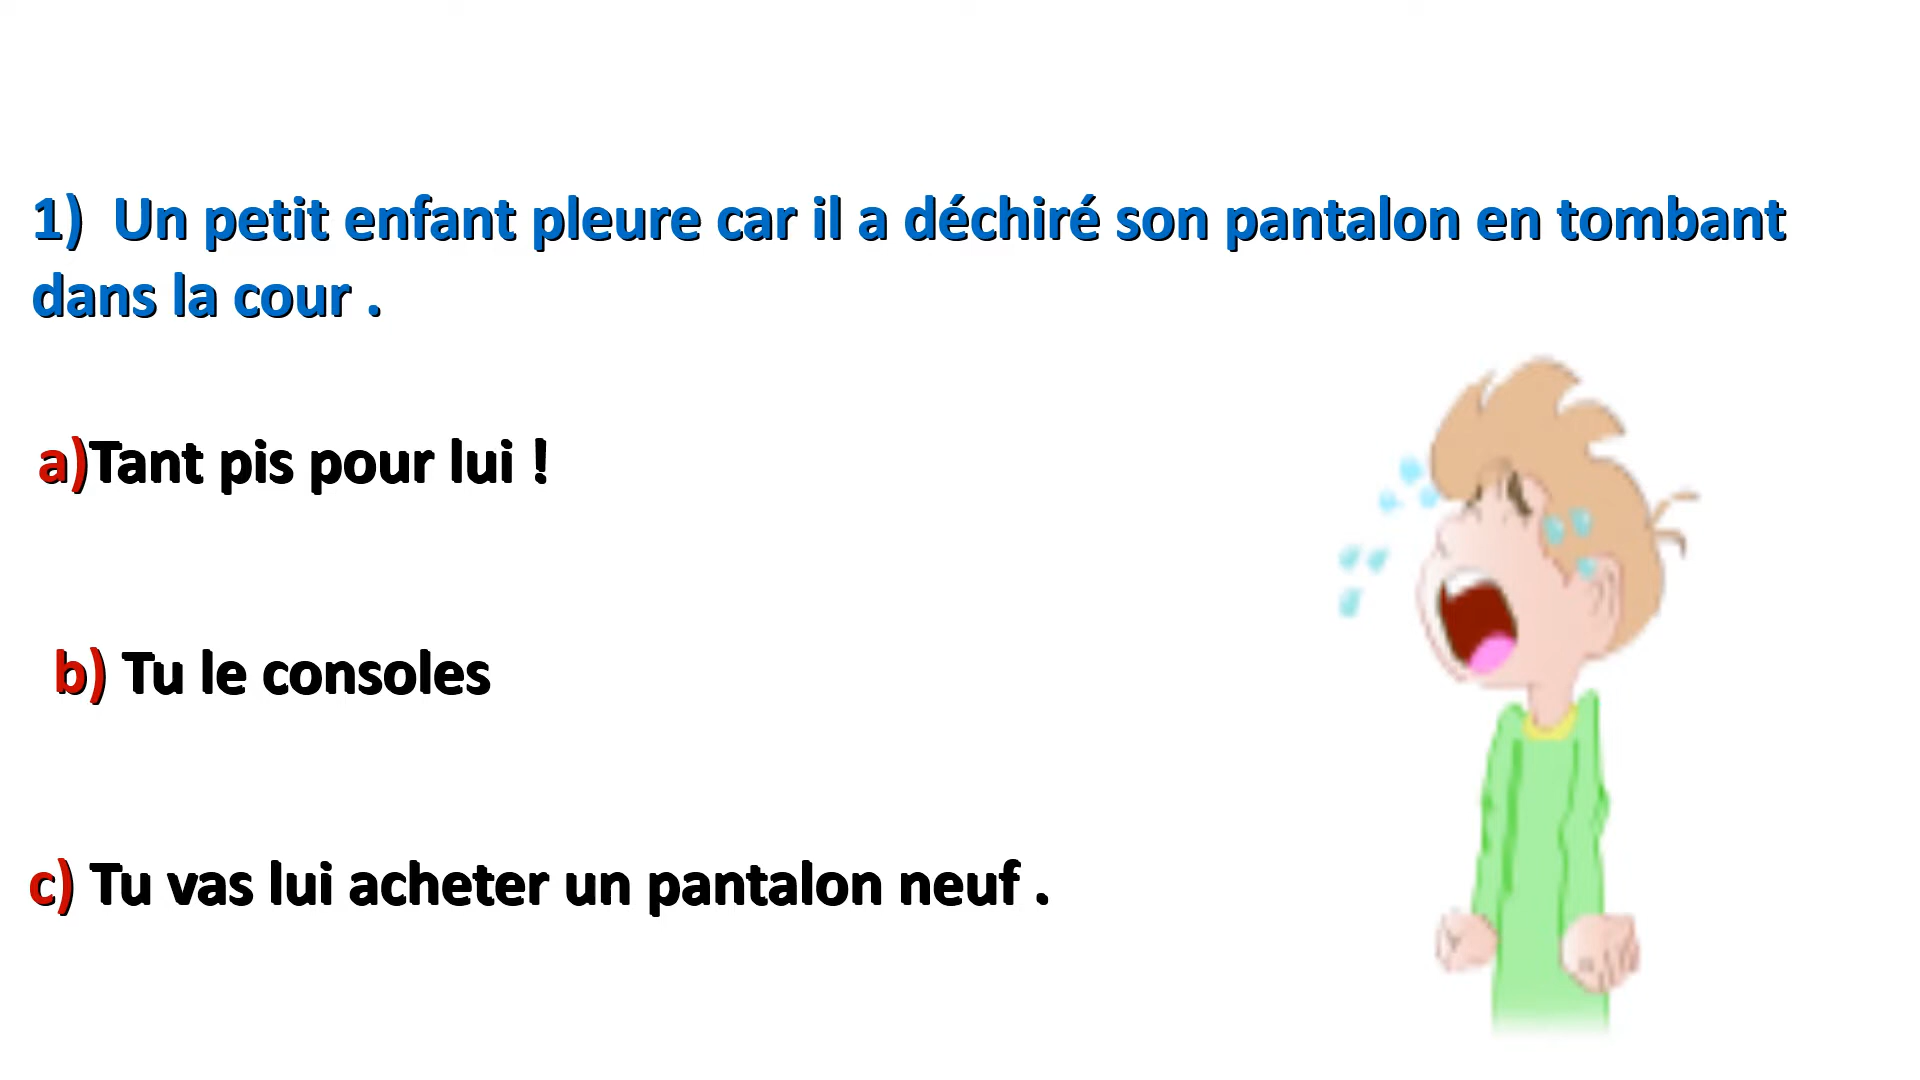 1) Un petit enfant pleure car il a déchiré son pantalon en tombant
dans la cour .
a)Tant pis pour lui !
b) Tu le consoles
c) Tu vas lui acheter un pantalon neuf .